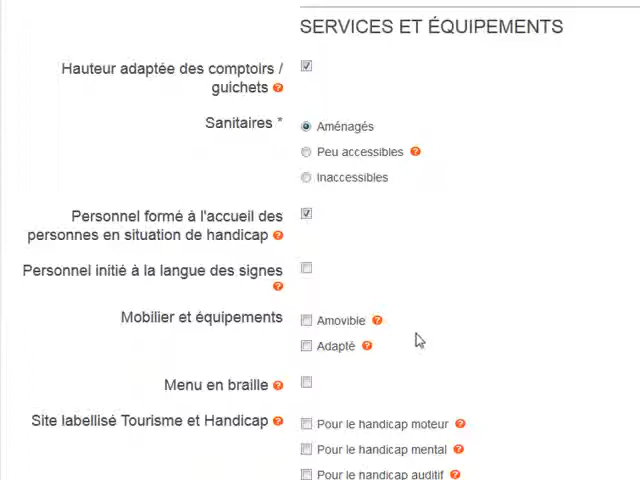 SERVICES ET ÉQUIPEMENTS
Hauteur adaptée des comptoirs /
guichets ?
Sanitaires *
Aménagés
Peu accessibles ?
Inaccessibles
Personnel formé à l'accueil des
personnes en situation de handicap ?
Personnel initié à la langue des signes
?
Mobilier et équipements
Amovible ?
Adapté ?
Menu en braille ?
Site labellisé Tourisme et Handicap ?
Pour le handicap moteur ?
Pour le handicap mental ?
Pour le handicap auditif ?